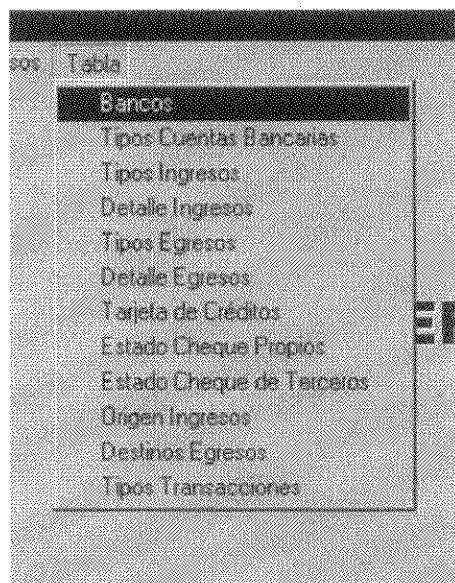 sos Tabla
Bancos
Tipos Cuentas Bancarias
Tipos Ingresos
Detalle Ingresos
Tipos Egresos
Detalle Egresos
Tarjeta de Créditos
Estado Cheque Propios
Estado Cheque de Terceros
Origen Ingresos
Destinos Egresos
Tipos Transacciones